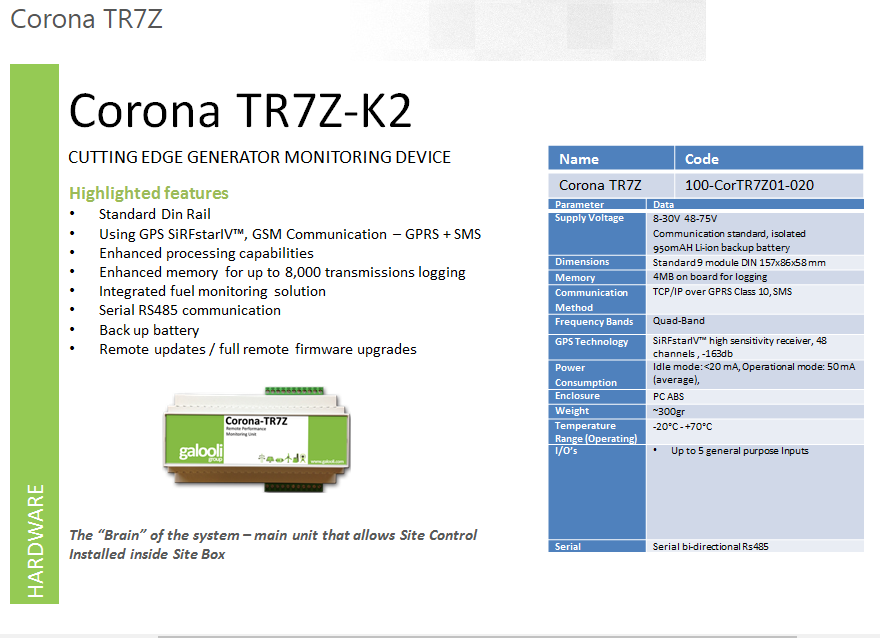 Corona TR7Z
Corona TR7Z-K2
CUTTING EDGE GENERATOR MONITORING DEVICE
Highlighted features
• Standard Din Rail
• Using GPS SiRFstarIV™, GSM Communication – GPRS + SMS
• Enhanced processing capabilities
• Enhanced memory for up to 8,000 transmissions logging
• Integrated fuel monitoring solution
• Serial RS485 communication
• Back up battery
• Remote updates / full remote firmware upgrades
Corona-TR7Z
Remote Performance
Monitoring Unit
galooli
group
www.galooli.com
The “Brain” of the system – main unit that allows Site Control
Installed inside Site Box
HARDWARE
Name Code
Corona TR7Z 100-CorTR7Z01-020
Parameter Data
Supply Voltage 8-30V 48-75V
Communication standard, isolated
950mAH Li-ion backup battery
Dimensions Standard 9 module DIN 157x86x58 mm
Memory 4MB on board for logging
Communication TCP/IP over GPRS Class 10, SMS
Method
Frequency Bands Quad-Band
GPS Technology SiRFstarIV™ high sensitivity receiver, 48
channels , -163db
Power Idle mode: <20 mA, Operational mode: 50 mA
Consumption (average),
Enclosure PC ABS
Weight ~300gr
Temperature -20°C - +70°C
Range (Operating)
I/O's • Up to 5 general purpose Inputs
Serial Serial bi-directional Rs485